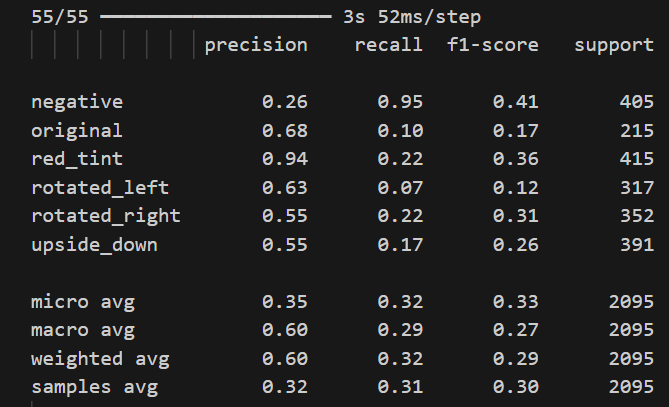 55/55 ━━━━━━━━━━━━━━━━━━━━ 3s 52ms/step
precision recall f1-score support
negative 0.26 0.95 0.41 405
original 0.68 0.10 0.17 215
red_tint 0.94 0.22 0.36 415
rotated_left 0.63 0.07 0.12 317
rotated_right 0.55 0.22 0.31 352
upside_down 0.55 0.17 0.26 391
micro avg 0.35 0.32 0.33 2095
macro avg 0.60 0.29 0.27 2095
weighted avg 0.60 0.32 0.29 2095
samples avg 0.32 0.31 0.30 2095